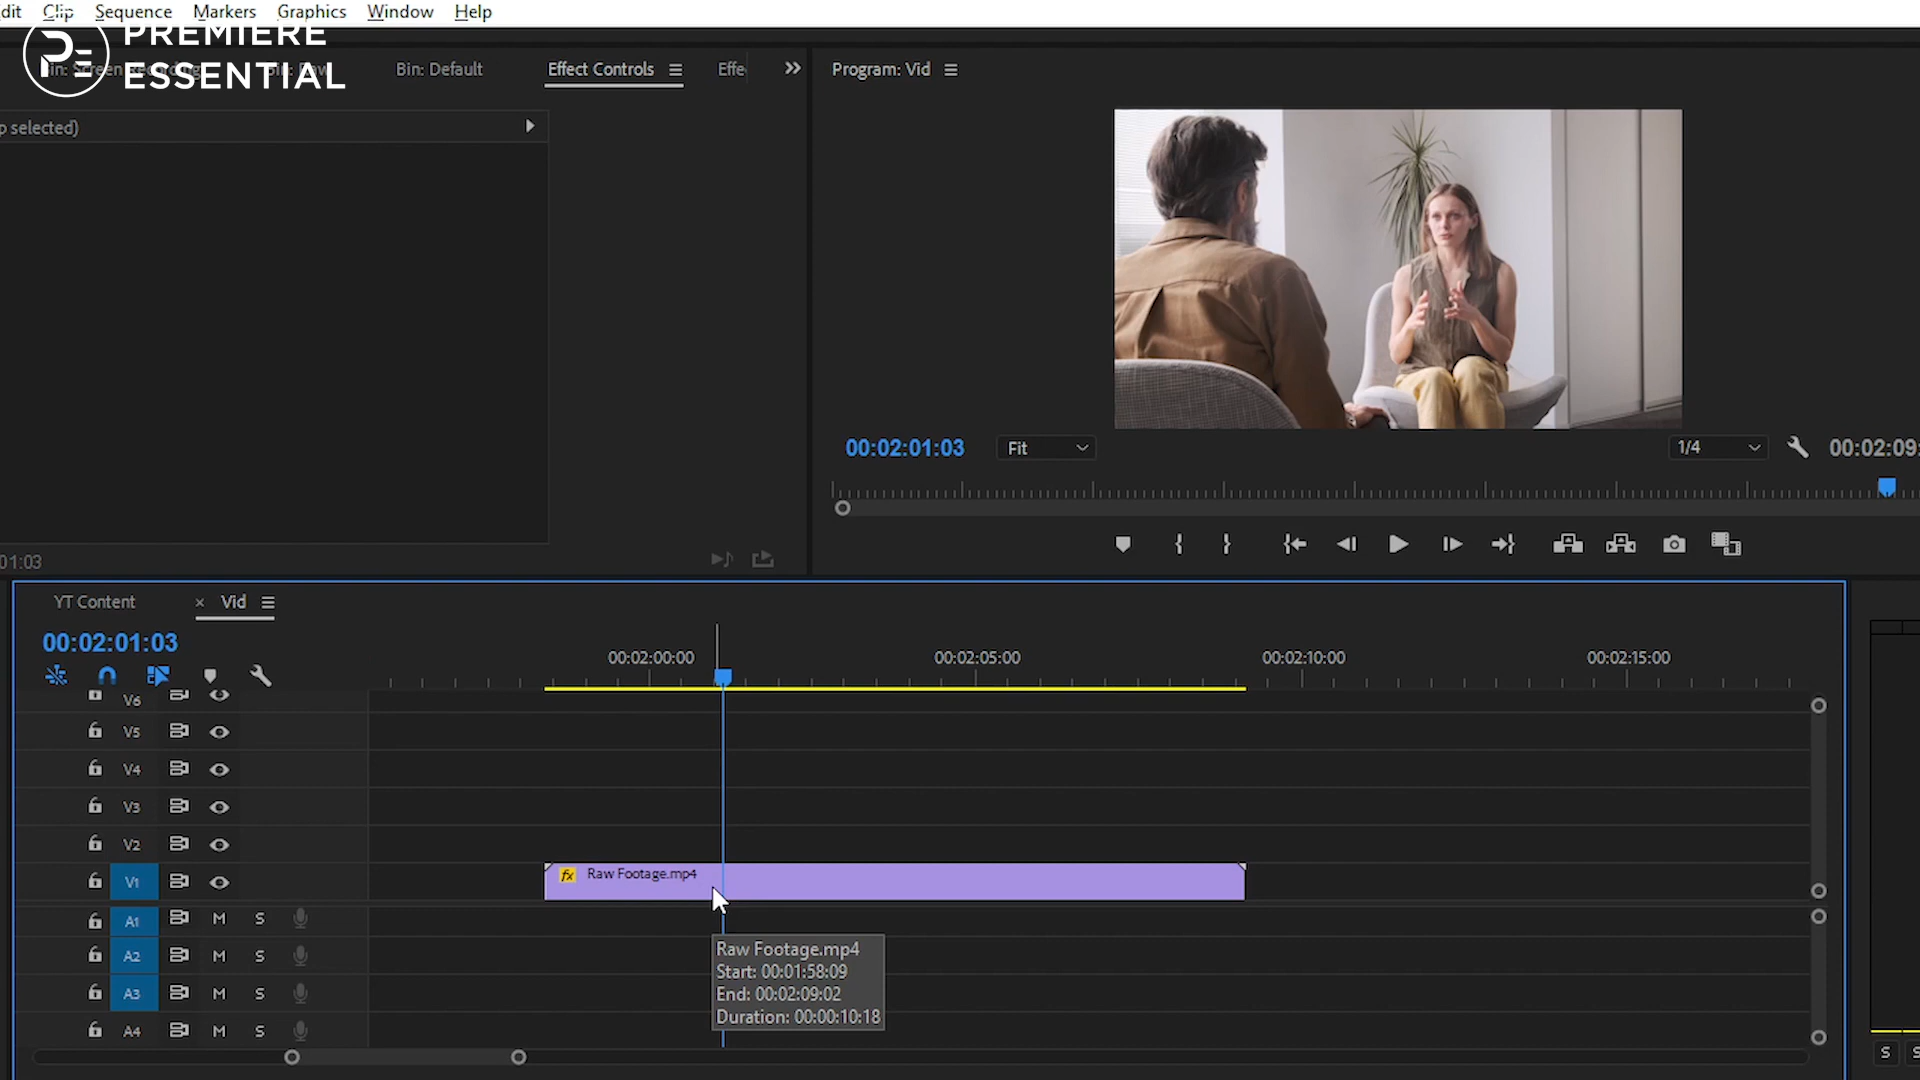 dit Clip Sequence Markers Graphics Window Help
PREMIERE
ESSENTIAL
Bin: Default
Effect Controls
Effe
Program: Vid
p selected)
00:02:01:03
Fit
1/4
00:02:09:
01:03
YT Content
× Vid
00:02:01:03
00:02:00:00
00:02:05:00
00:02:10:00
00:02:15:00
V6
V5
V4
V3
V2
V1
fx Raw Footage.mp4
A1 M S
A2 M S
A3 M S
A4 M S
Raw Footage.mp4
Start: 00:01:58:09
End: 00:02:09:02
Duration: 00:00:10:18
S S